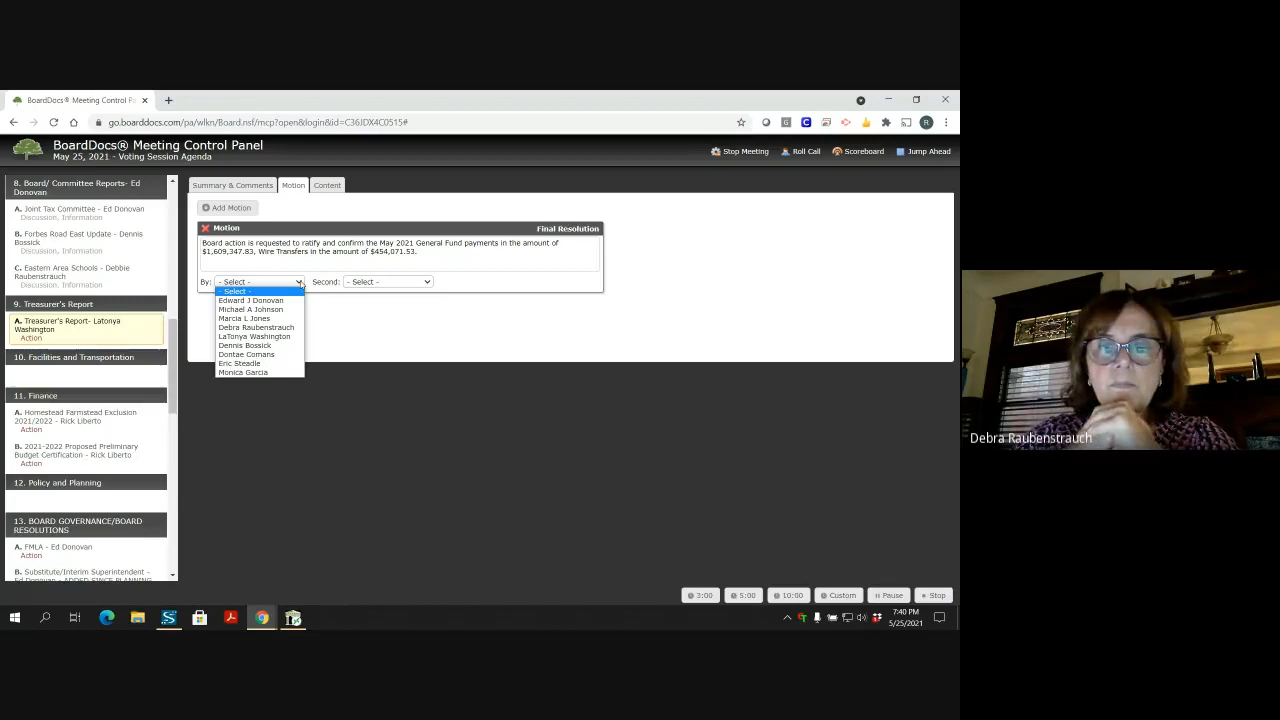 BoardDocs® Meeting Control Pa
go.boarddocs.com/pa/wlkn/Board.nsf/mcp?open&login&id=C36JDX4C0515#
BoardDocs® Meeting Control Panel
May 25, 2021 - Voting Session Agenda
Stop Meeting
Roll Call
Scoreboard
Jump Ahead
8. Board/ Committee Reports- Ed
Donovan
A. Joint Tax Committee - Ed Donovan
Discussion, Information
B. Forbes Road East Update - Dennis
Bossick
Discussion, Information
C. Eastern Area Schools - Debbie
Raubenstrauch
Discussion, Information
9. Treasurer's Report
A. Treasurer's Report- Latonya
Washington
Action
10. Facilities and Transportation
11. Finance
A. Homestead Farmstead Exclusion
2021/2022 - Rick Liberto
Action
B. 2021-2022 Proposed Preliminary
Budget Certification - Rick Liberto
Action
12. Policy and Planning
13. BOARD GOVERNANCE/BOARD
RESOLUTIONS
A. FMLA - Ed Donovan
Action
B. Substitute/Interim Superintendent -
Ed Donovan - ADDED SINCE PLANNING
Summary & Comments
Motion
Content
Add Motion
Motion
Final Resolution
Board action is requested to ratify and confirm the May 2021 General Fund payments in the amount of
$1,609,347.83, Wire Transfers in the amount of $454,071.53.
By: - Select - Second: - Select -
- Select -
Edward J Donovan
Michael A Johnson
Marcia L Jones
Debra Raubenstrauch
LaTonya Washington
Dennis Bossick
Dontae Comans
Eric Steadle
Monica Garcia
3:00
5:00
10:00
Custom
Pause
Stop
7:40 PM
5/25/2021
Debra Raubenstrauch